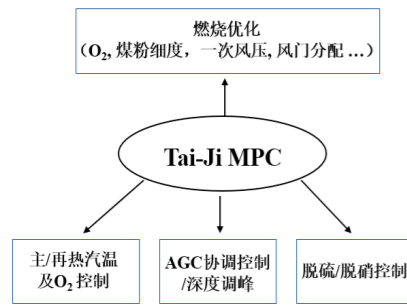 燃烧优化
（O₂, 煤粉细度，一次风压, 风门分配 ...）
Tai-Ji MPC
主/再热汽温
及O₂ 控制
AGC协调控制
/深度调峰
脱硫/脱硝控制